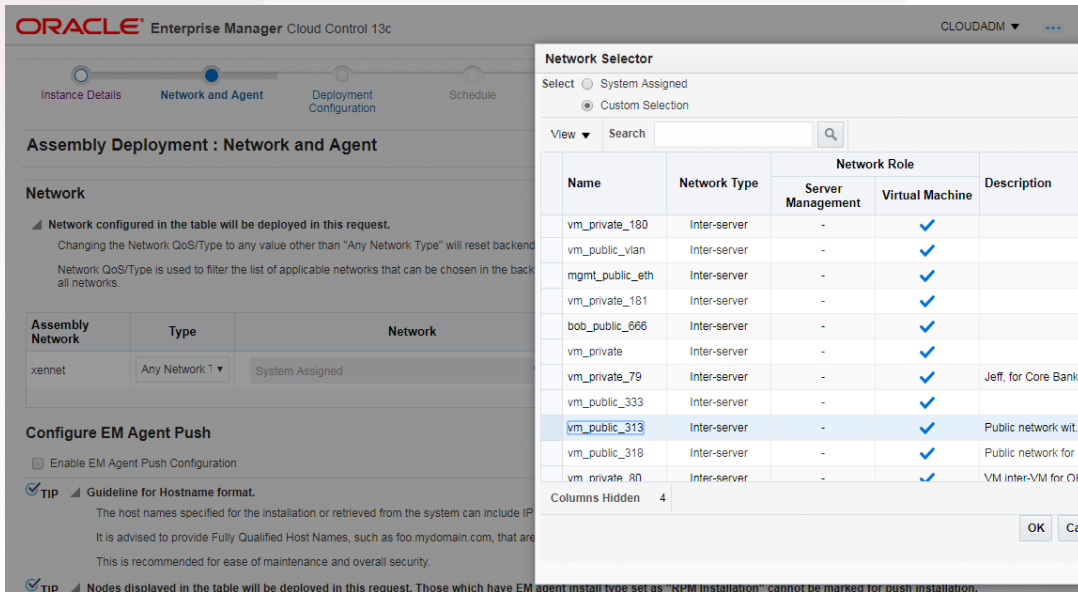 ORACLE Enterprise Manager Cloud Control 13c
CLOUDADM
Instance Details
Network and Agent
Deployment
Configuration
Schedule
Assembly Deployment : Network and Agent
Network
Network configured in the table will be deployed in this request.
Changing the Network QoS/Type to any value other than "Any Network Type" will reset backend
Network QoS/Type is used to filter the list of applicable networks that can be chosen in the back
all networks.
Assembly
Network
Type
Network
xennet
Any Network T
System Assigned
Configure EM Agent Push
Enable EM Agent Push Configuration
TIP Guideline for Hostname format.
The host names specified for the installation or retrieved from the system can include IP
It is advised to provide Fully Qualified Host Names, such as foo.mydomain.com, that are
This is recommended for ease of maintenance and overall security.
TIP Nodes displayed in the table will be deployed in this request. Those which have EM agent install type set as "RPM Installation" cannot be marked for push installation.
Network Selector
Select System Assigned
Custom Selection
View Search
Network Role
Name Network Type Server Management Virtual Machine Description
vm_private_180 Inter-server -
vm_public_vlan Inter-server -
mgmt_public_eth Inter-server -
vm_private_181 Inter-server -
bob_public_666 Inter-server -
vm_private Inter-server -
vm_private_79 Inter-server - Jeff, for Core Bank
vm_public_333 Inter-server -
vm_public_313 Inter-server - Public network wit.
vm_public_318 Inter-server - Public network for
vm_private_80 Inter-server - VM inter-VM for
Columns Hidden 4
OK Ca